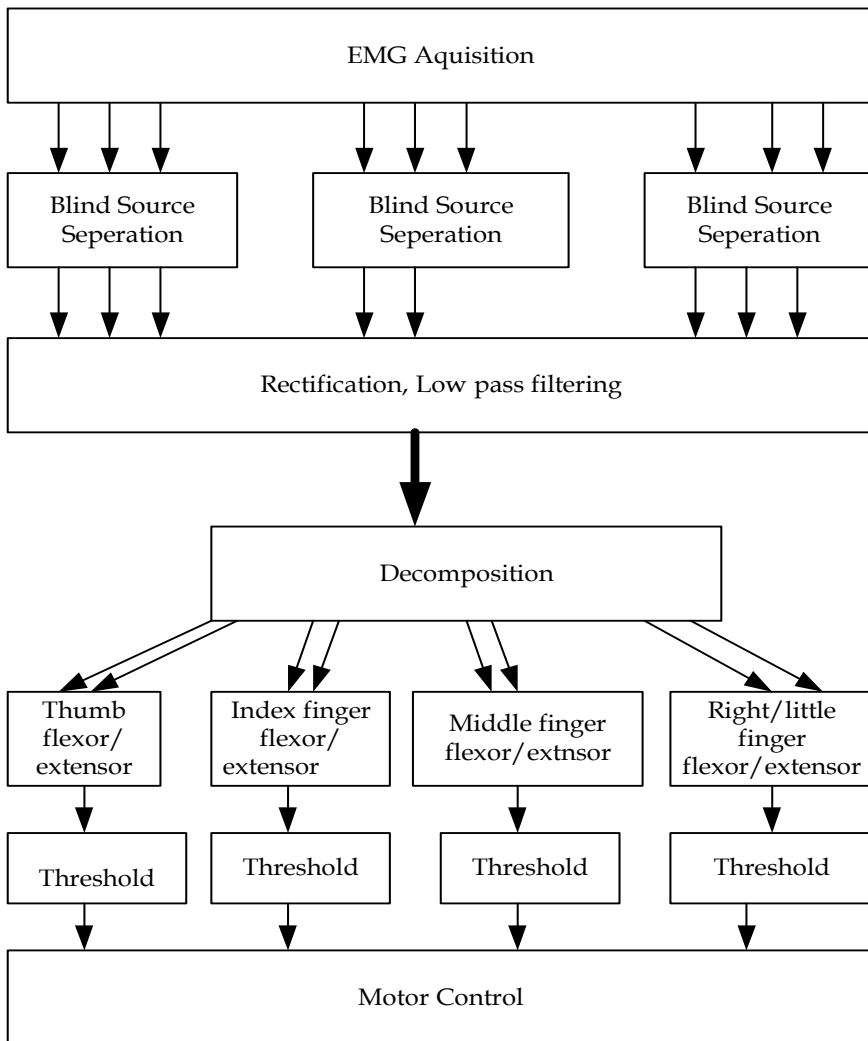 EMG Aquisition
Blind Source
Seperation
Blind Source
Seperation
Blind Source
Seperation
Rectification, Low pass filtering
Decomposition
Thumb
flexor/
extensor
Index finger
flexor/
extensor
Middle finger
flexor/extnsor
Right/little
finger
flexor/extensor
Threshold
Threshold
Threshold
Threshold
Motor Control